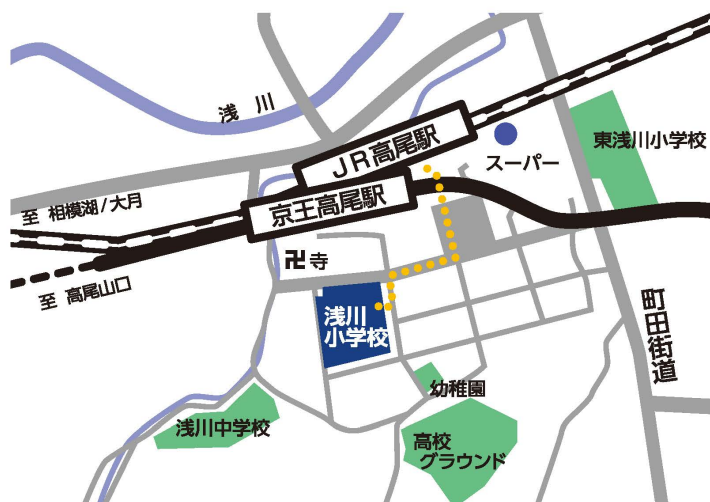 浅川
JR高尾駅
スーパー
東浅川小学校
京王高尾駅
至 相模湖/大月
卍寺
至 高尾山口
浅川
小学校
町田街道
幼稚園
浅川中学校
高校
グラウンド